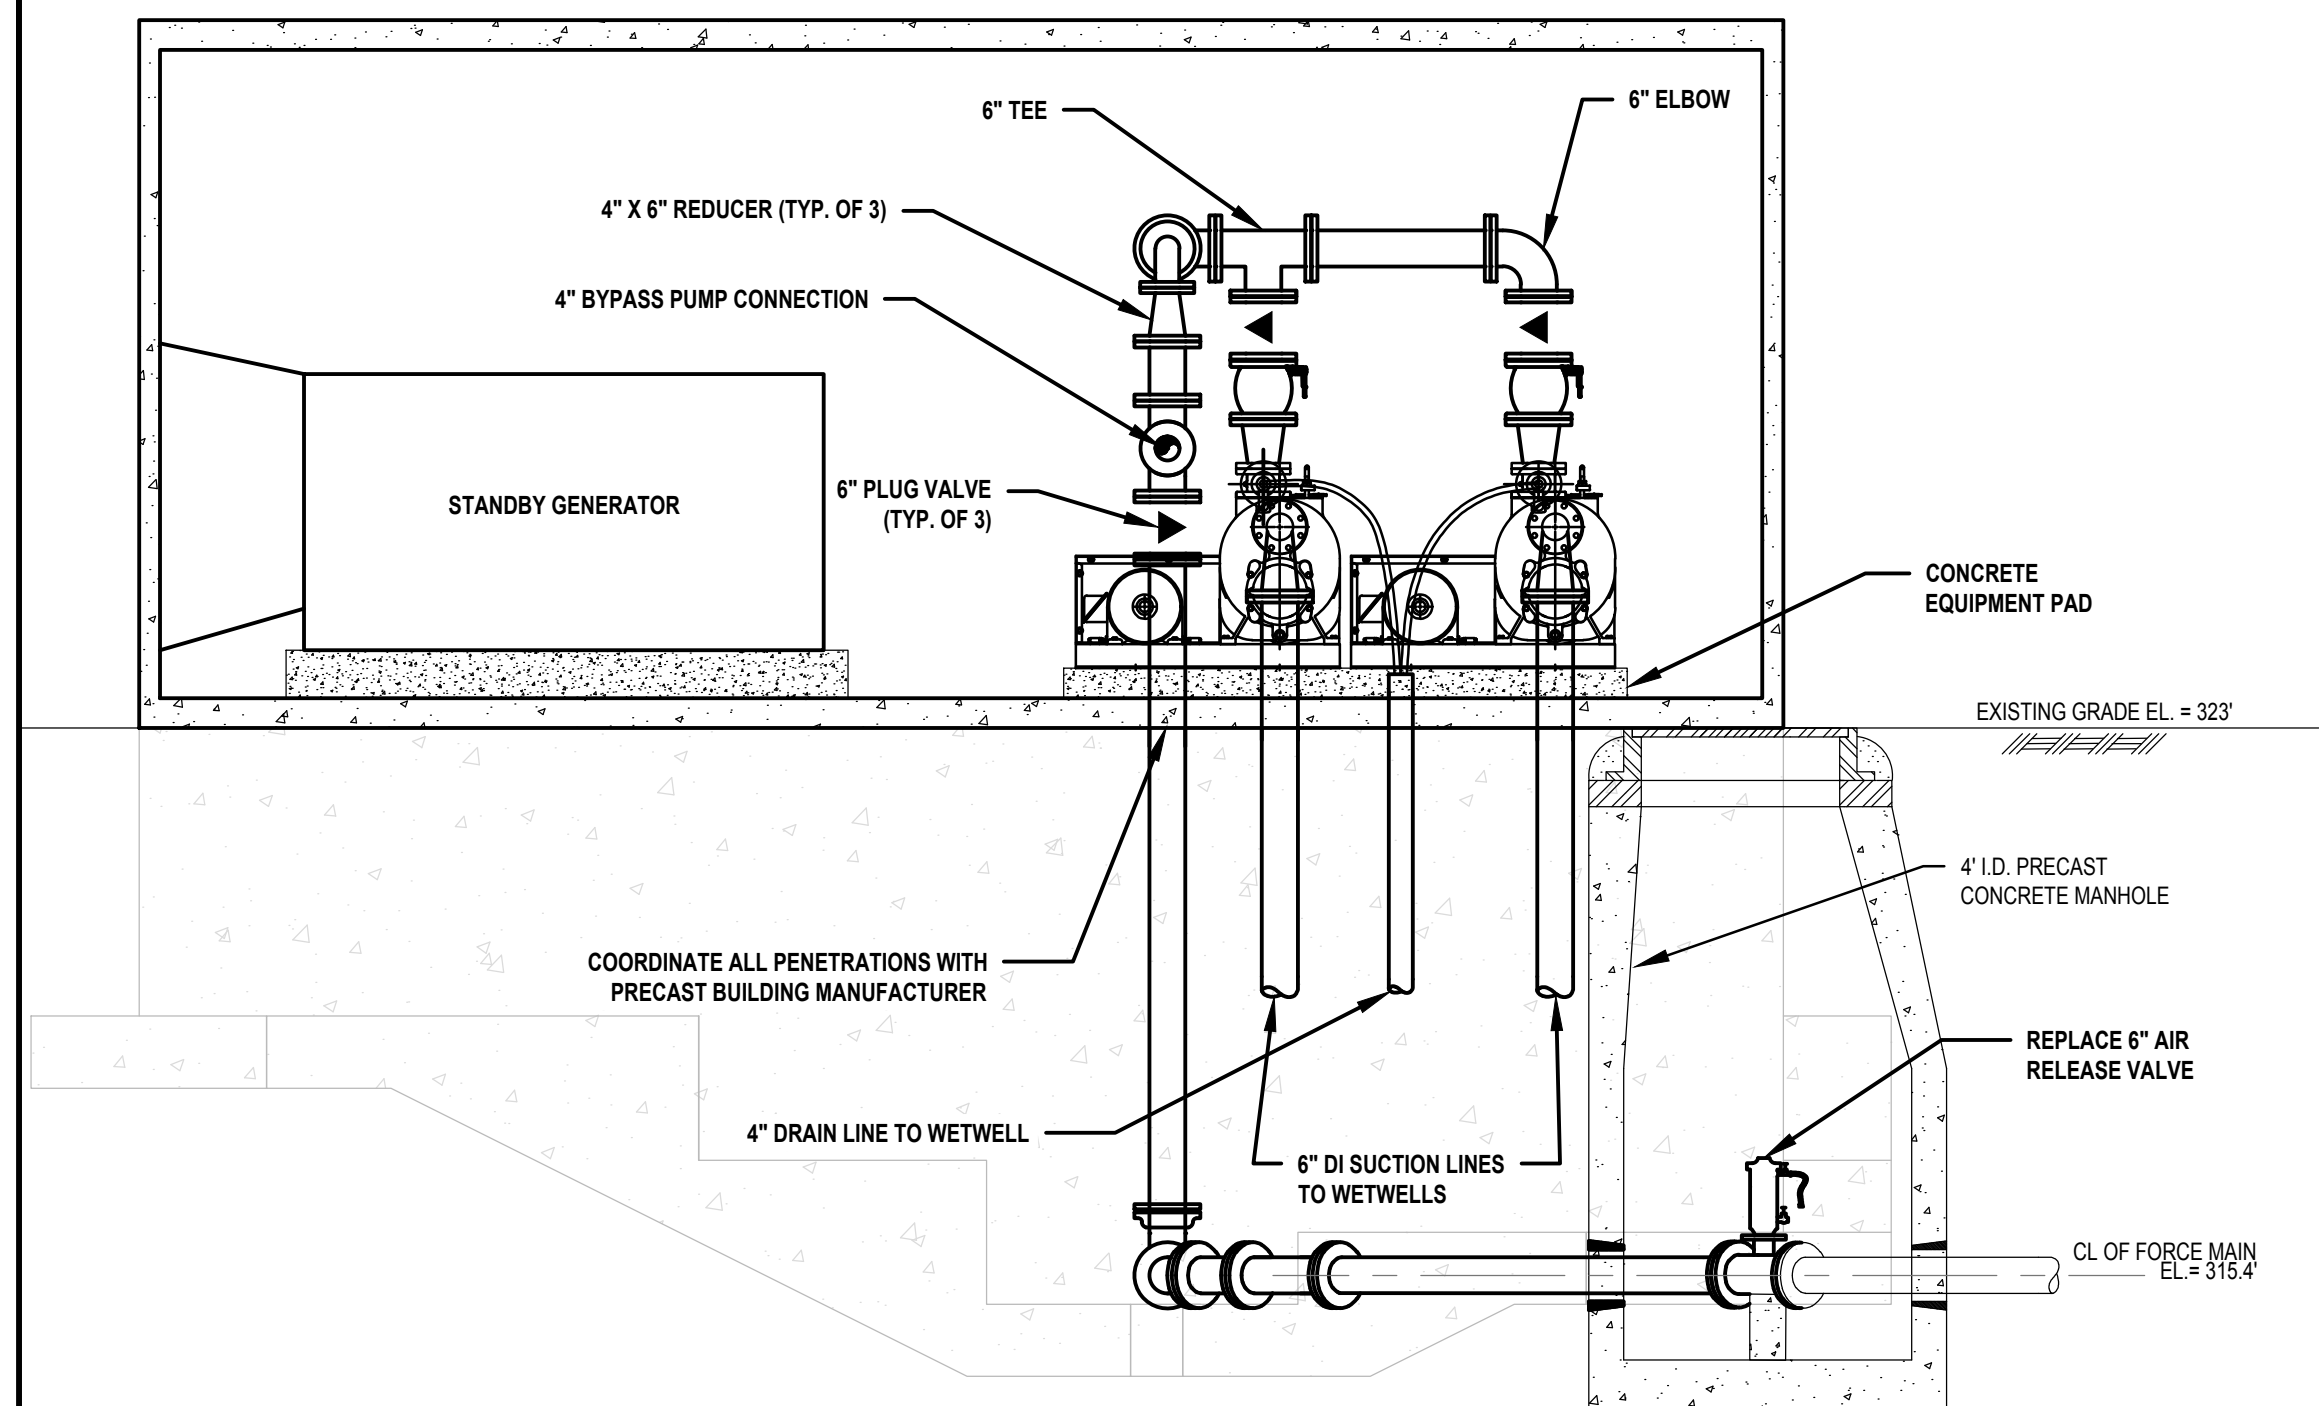 6" TEE
6" ELBOW
4" X 6" REDUCER (TYP. OF 3)
4" BYPASS PUMP CONNECTION
6" PLUG VALVE
(TYP. OF 3)
STANDBY GENERATOR
CONCRETE
EQUIPMENT PAD
EXISTING GRADE EL. = 323'
4' I.D. PRECAST
CONCRETE MANHOLE
COORDINATE ALL PENETRATIONS WITH
PRECAST BUILDING MANUFACTURER
REPLACE 6" AIR
RELEASE VALVE
4" DRAIN LINE TO WETWELL
6" DI SUCTION LINES
TO WETWELLS
CL OF FORCE MAIN
EL.= 315.4'